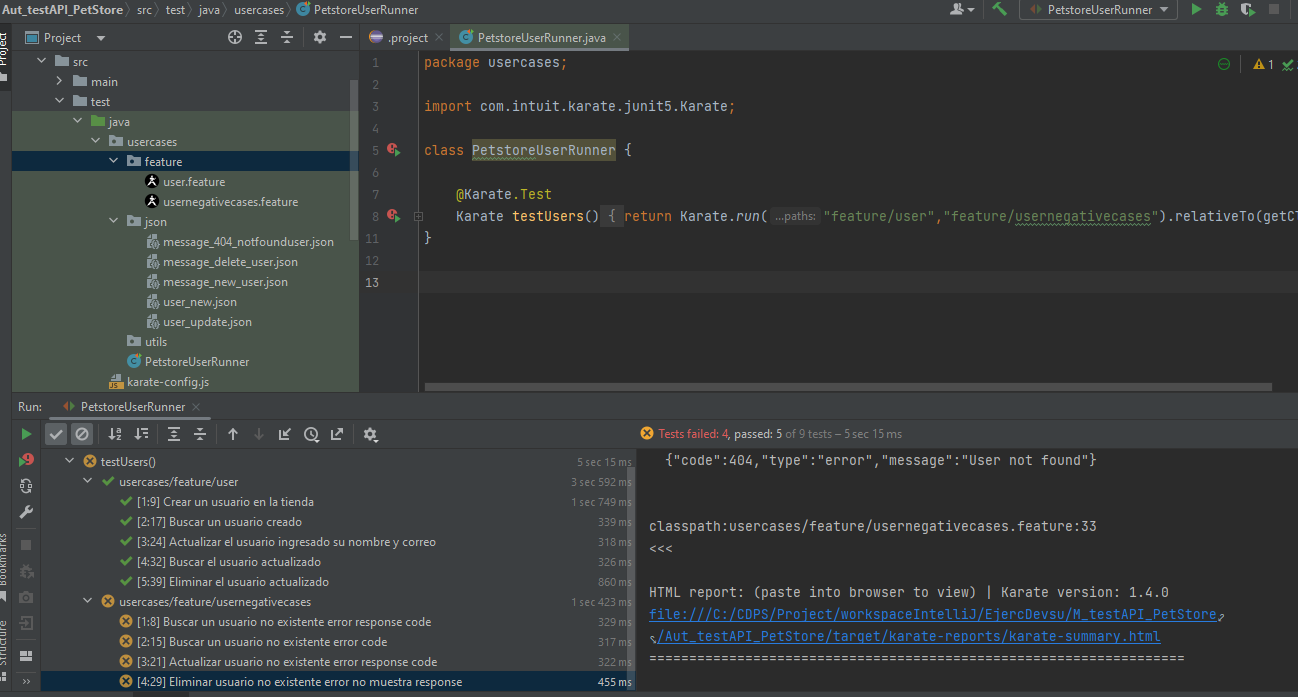 Aut_testAPI_PetStore src test java usercases PetstoreUserRunner
PetstoreUserRunner
Project
Project
.project
PetstoreUserRunner.java
src
main
test
java
usercases
feature
user.feature
usernegativecases.feature
json
message_404_notfounduser.json
message_delete_user.json
message_new_user.json
user_new.json
user_update.json
utils
PetstoreUserRunner
karate-config.js
1 package usercases;
1
2
3 import com.intuit.karate.junit5.Karate;
4
5 class PetstoreUserRunner {
6
7 @Karate.Test
8 Karate testUsers() { return Karate.run( ...paths: "feature/user","feature/usernegativecases").relativeTo(getCl
11 }
12
13
Run: PetstoreUserRunner
Tests failed: 4, passed: 5 of 9 tests – 5 sec 15 ms
testUsers() 5 sec 15 ms
usercases/feature/user 3 sec 592 ms
[1:9] Crear un usuario en la tienda 1 sec 749 ms
[2:17] Buscar un usuario creado 339 ms
[3:24] Actualizar el usuario ingresado su nombre y correo 318 ms
[4:32] Buscar el usuario actualizado 326 ms
[5:39] Eliminar el usuario actualizado 860 ms
usercases/feature/usernegativecases 1 sec 423 ms
[1:8] Buscar un usuario no existente error response code 329 ms
[2:15] Buscar un usuario no existente error code 317 ms
[3:21] Actualizar usuario no existente error response code 322 ms
[4:29] Eliminar usuario no existente error no muestra response 455 ms
{"code":404,"type":"error","message":"User not found"}
classpath:usercases/feature/usernegativecases.feature:33
<<<
HTML report: (paste into browser to view) | Karate version: 1.4.0
file:///C:/CDPS/Project/workspaceIntelliJ/EjercDevsu/M_testAPI_PetStore
/Aut_testAPI_PetStore/target/karate-reports/karate-summary.html
===================================================================
Bookmarks
Structure